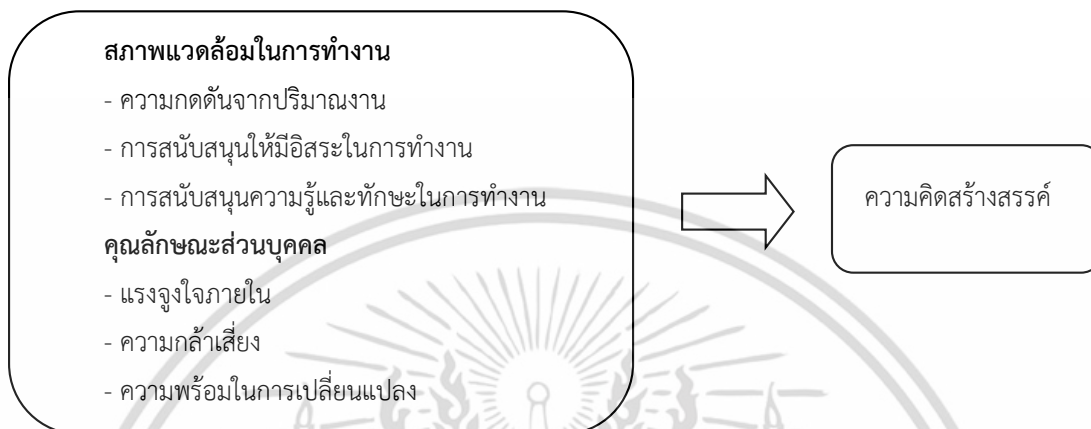 สภาพแวดล้อมในการทำงาน
- ความกดดันจากปริมาณงาน
- การสนับสนุนให้มีอิสระในการทำงาน
- การสนับสนุนความรู้และทักษะในการทำงาน
คุณลักษณะส่วนบุคคล
- แรงจูงใจภายใน
- ความกล้าเสี่ยง
- ความพร้อมในการเปลี่ยนแปลง
ความคิดสร้างสรรค์